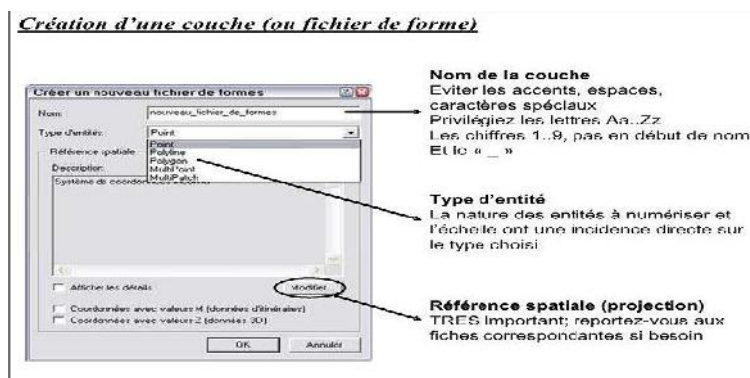 Création d'une couche (ou fichier de forme)
Créer un nouveau fichier de formes
Nom:
nouveau_fichier_de_formes
Type d'entités:
Point
Point
Polyline
Polygon
MultiPoint
MultiPatch
Référence spatiale
Description:
Système de coordonnées
Afficher les détails
Modifier...
Coordonnées avec valeurs M (données d'itinéraires)
Coordonnées avec valeurs Z (données 3D)
OK
Annuler
Nom de la couche
Eviter les accents, espaces,
caractères spéciaux
Privilégiez les lettres Aa..Zz
Les chiffres 1..9, pas en début de nom
Et le « _ »
Type d'entité
La nature des entités à numériser et
l'échelle ont une incidence directe sur
le type choisi
Référence spatiale (projection)
TRES Important; reportez-vous aux
fiches correspondantes si besoin